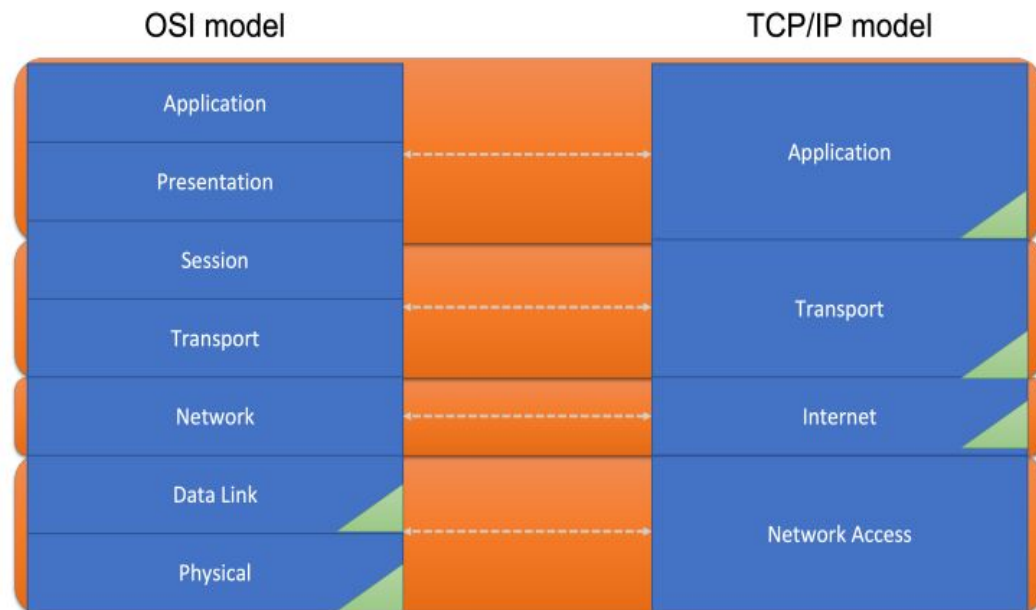 OSI model
TCP/IP model
Application
Presentation
Session
Transport
Network
Data Link
Physical
Application
Transport
Internet
Network Access